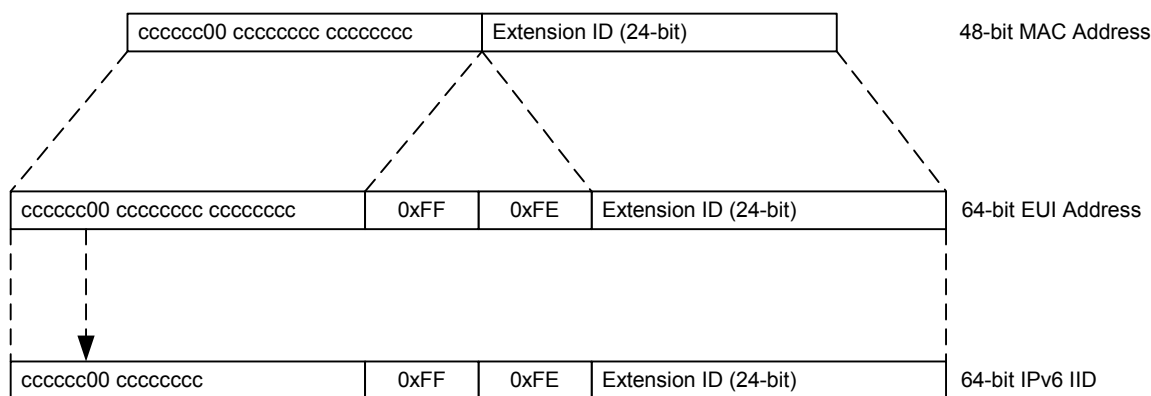 cccccc00 cccccccc cccccccc Extension ID (24-bit) 48-bit MAC Address
cccccc00 cccccccc cccccccc 0xFF 0xFE Extension ID (24-bit) 64-bit EUI Address
cccccc00 cccccccc 0xFF 0xFE Extension ID (24-bit) 64-bit IPv6 IID